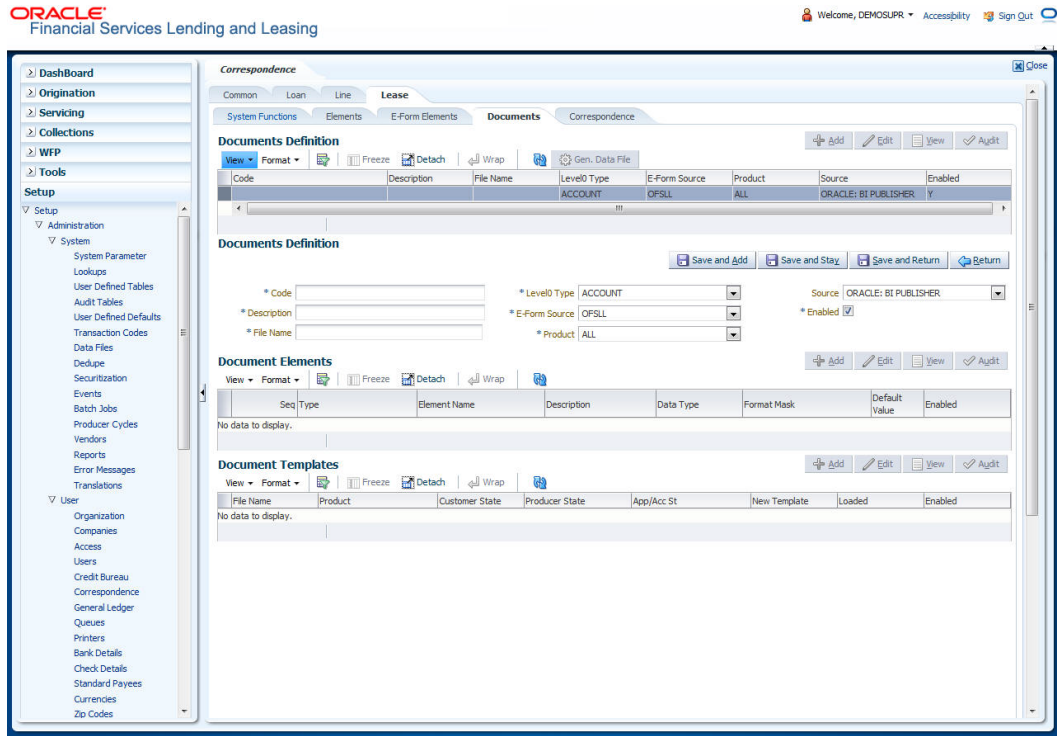 ORACLE
Financial Services Lending and Leasing
Welcome, DEMOSUPR Accessibility Sign Out
DashBoard
Origination
Servicing
Collections
WFP
Tools
Setup
Setup
Administration
System
System Parameter
Lookups
User Defined Tables
Audit Tables
User Defined Defaults
Transaction Codes
Data Files
Dedupe
Securitization
Events
Batch Jobs
Producer Cycles
Vendors
Reports
Error Messages
Translations
User
Organization
Companies
Access
Users
Credit Bureau
Correspondence
General Ledger
Queues
Printers
Bank Details
Check Details
Standard Payees
Currencies
Zip Codes
Correspondence
Close
Common Loan Line Lease
System Functions Elements E-Form Elements Documents Correspondence
Documents Definition
Add Edit View Audit
View Format Freeze Detach Wrap Gen. Data File
Code Description File Name Level0 Type E-Form Source Product Source Enabled
ACCOUNT OFSLL ALL ORACLE: BI PUBLISHER Y
Documents Definition
Save and Add Save and Stay Save and Return Return
* Code * Level0 Type ACCOUNT Source ORACLE: BI PUBLISHER
* Description * E-Form Source OFSLL * Enabled
* File Name * Product ALL
Document Elements
Add Edit View Audit
View Format Freeze Detach Wrap
Seq Type Element Name Description Data Type Format Mask Default Value Enabled
No data to display.
Document Templates
Add Edit View Audit
View Format Freeze Detach Wrap
File Name Product Customer State Producer State App/Acc St New Template Loaded Enabled
No data to display.